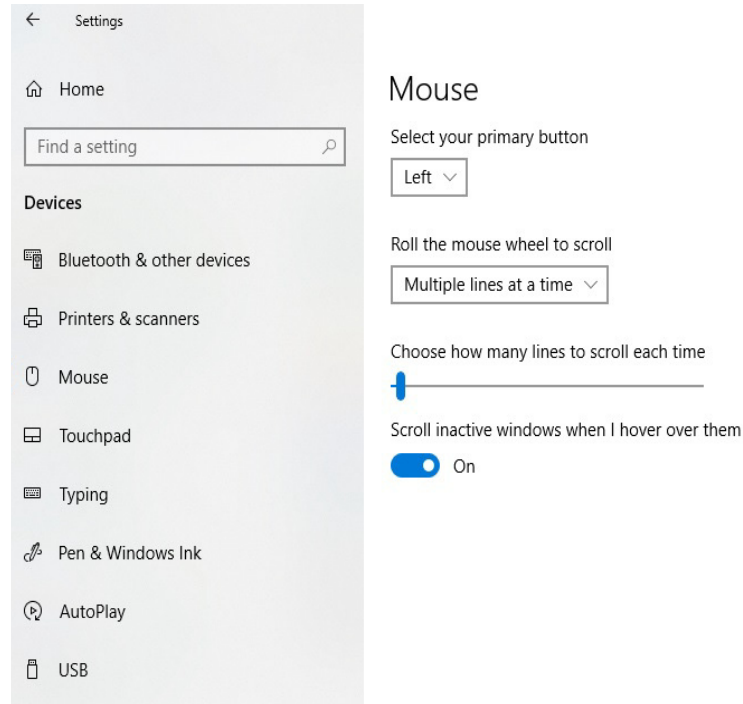 Settings
Home
Find a setting
Devices
Bluetooth & other devices
Printers & scanners
Mouse
Touchpad
Typing
Pen & Windows Ink
AutoPlay
USB
Mouse
Select your primary button
Left
Roll the mouse wheel to scroll
Multiple lines at a time
Choose how many lines to scroll each time
Scroll inactive windows when I hover over them
On